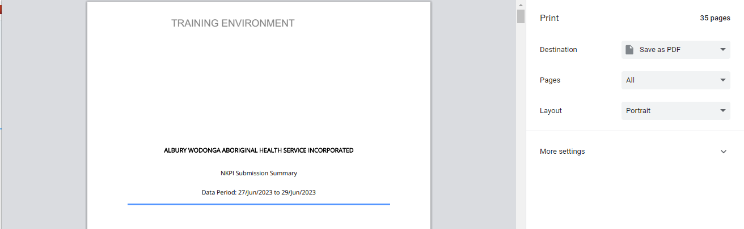 TRAINING ENVIRONMENT
ALBURY WODONGA ABORIGINAL HEALTH SERVICE INCORPORATED
NKPI Submission Summary
Data Period: 27/Jun/2023 to 29/Jun/2023
Print 35 pages
Destination Save as PDF
Pages All
Layout Portrait
More settings